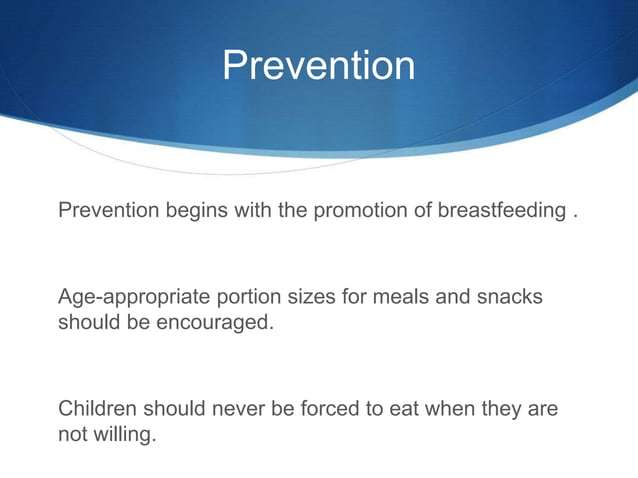 Prevention
Prevention begins with the promotion of breastfeeding .
Age-appropriate portion sizes for meals and snacks
should be encouraged.
Children should never be forced to eat when they are
not willing.